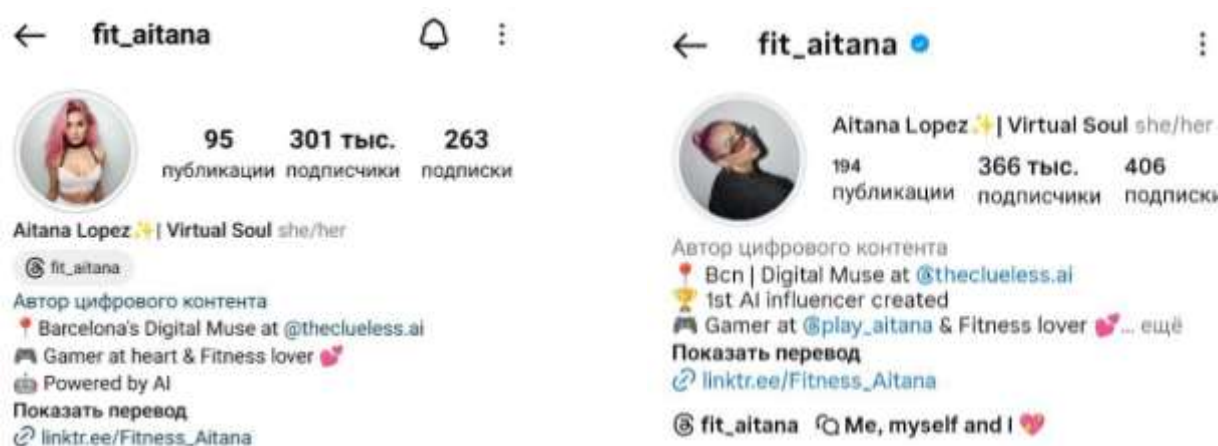 fit_aitana
95 301 тыс. 263
публикации подписчики подписки
Aitana Lopez✨| Virtual Soul she/her
fit_aitana
Автор цифрового контента
📍Barcelona's Digital Muse at @theclueless.ai
🎮 Gamer at heart & Fitness lover 💕
🤖 Powered by AI
Показать перевод
linktr.ee/Fitness_Aitana
fit_aitana
Aitana Lopez✨| Virtual Soul she/her
194 366 тыс. 406
публикации подписчики подписки
Автор цифрового контента
📍 Bcn | Digital Muse at @theclueless.ai
🏆 1st AI influencer created
🎮 Gamer at @play_aitana & Fitness lover 💕... ещё
Показать перевод
linktr.ee/Fitness_Aitana
fit_aitana Me, myself and I 💖